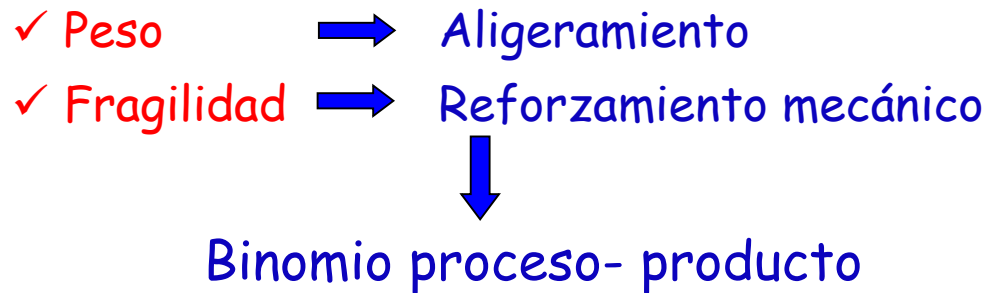 ✓ Peso Aligeramiento
✓ Fragilidad Reforzamiento mecánico
Binomio proceso- producto